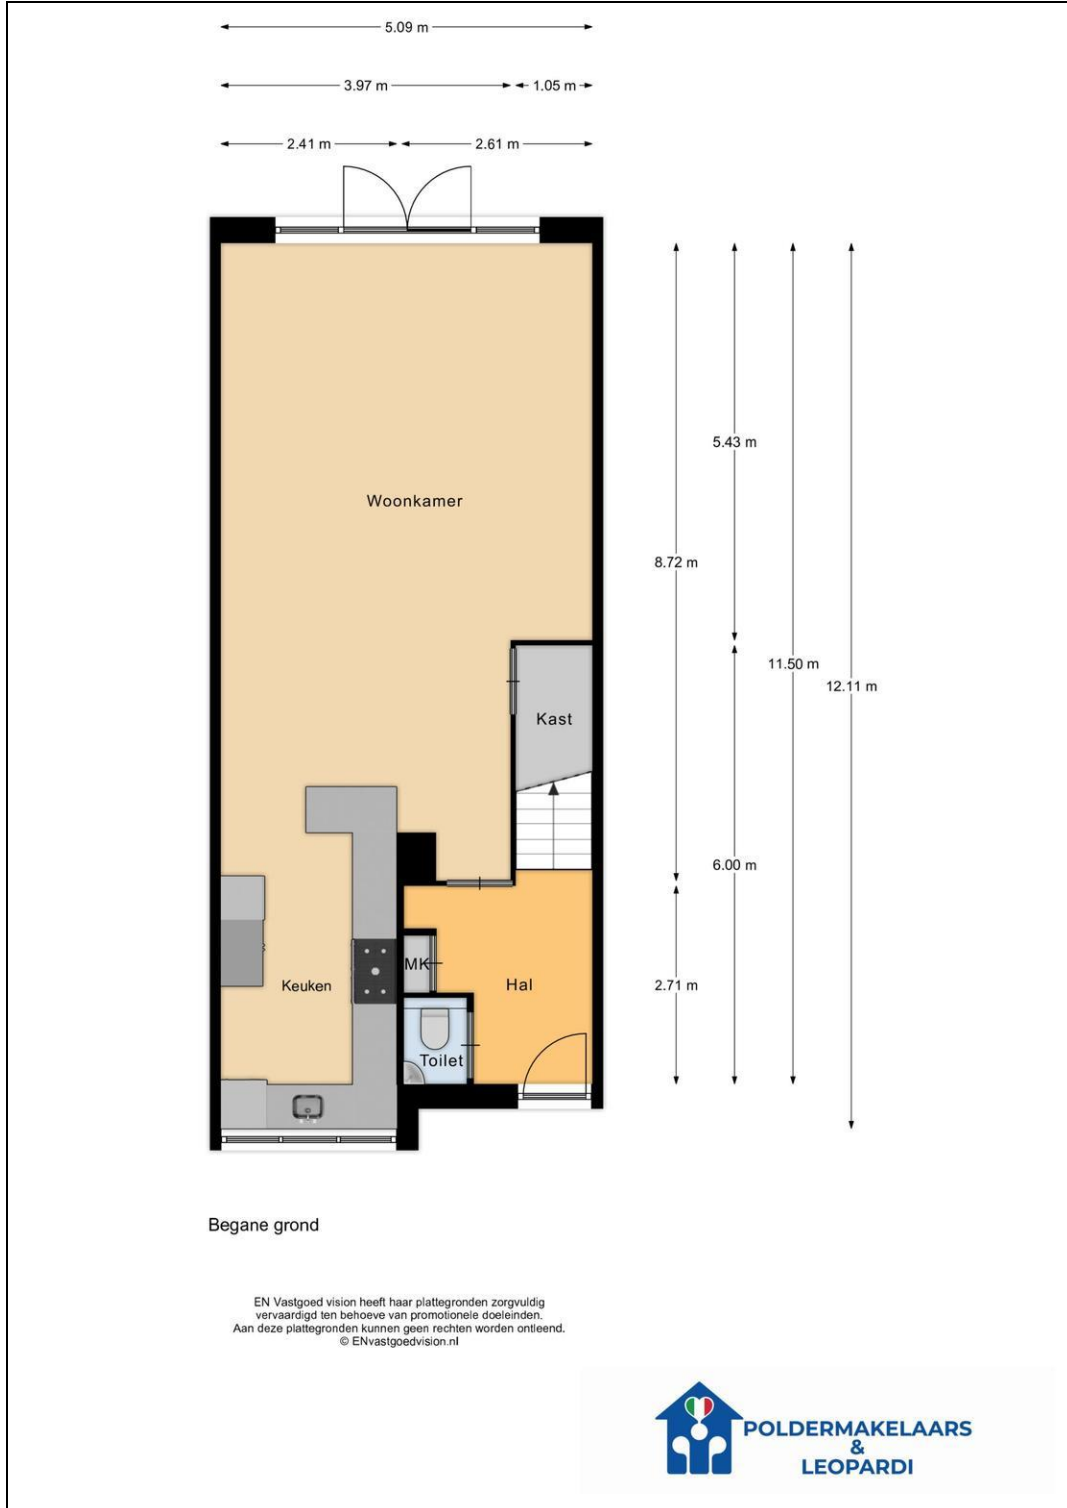 5.09 m
3.97 m
1.05 m
2.41 m
2.61 m
5.43 m
Woonkamer
8.72 m
11.50 m
12.11 m
Kast
6.00 m
MK
Keuken
Hal
2.71 m
Toilet
Begane grond
EN Vastgoed vision heeft haar plattegronden zorgvuldig
vervaardigd ten behoeve van promotionele doeleinden.
Aan deze plattegronden kunnen geen rechten worden ontleend.
© ENvastgoedvision.nl
POLDERMAKELAARS
&
LEOPARDI